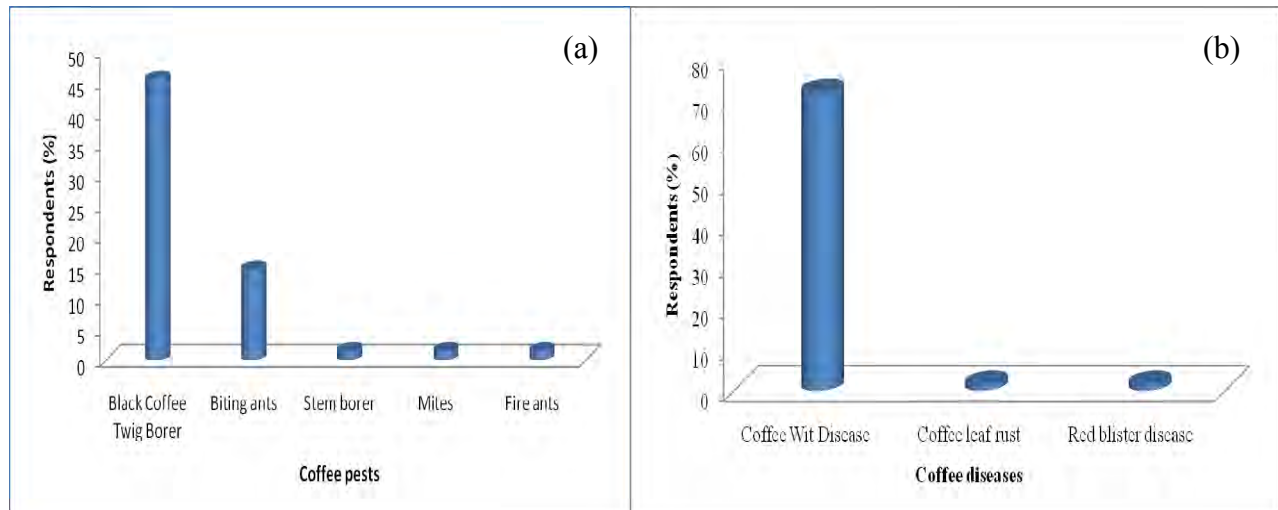 (a)
50
45
40
35
30
25
20
15
10
5
0
Respondents (%)
Black Coffee
Twig Borer
Biting ants
Stem borer
Mites
Fire ants
Coffee pests
(b)
80
70
60
50
40
30
20
10
0
Respondents (%)
Coffee Wit Disease
Coffee leaf rust
Red blister disease
Coffee diseases